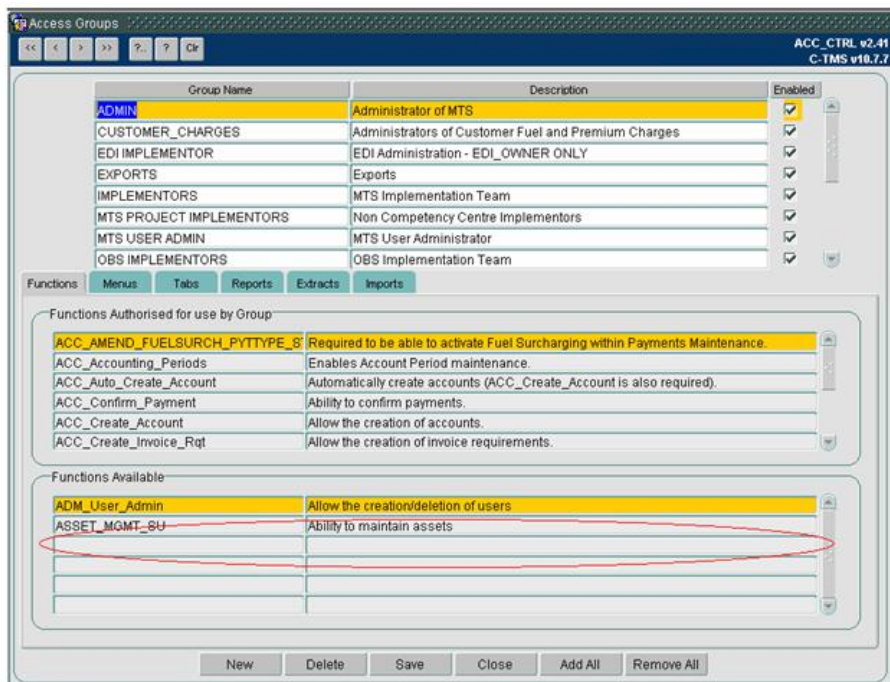 Access Groups
<< < > >> ?.. ? Clr
ACC_CTRL v2.41
C-TMS v10.7.7
Group Name Description Enabled
ADMIN Administrator of MTS
CUSTOMER_CHARGES Administrators of Customer Fuel and Premium Charges
EDI IMPLEMENTOR EDI Administration - EDI_OWNER ONLY
EXPORTS Exports
IMPLEMENTORS MTS Implementation Team
MTS PROJECT IMPLEMENTORS Non Competency Centre Implementors
MTS USER ADMIN MTS User Administrator
OBS IMPLEMENTORS OBS Implementation Team
Functions Menus Tabs Reports Extracts Imports
Functions Authorised for use by Group
ACC_AMEND_FUELSURCH_PYTTYPE_S Required to be able to activate Fuel Surcharging within Payments Maintenance.
ACC_Accounting_Periods Enables Account Period maintenance.
ACC_Auto_Create_Account Automatically create accounts (ACC_Create_Account is also required).
ACC_Confirm_Payment Ability to confirm payments.
ACC_Create_Account Allow the creation of accounts.
ACC_Create_Invoice_Rqt Allow the creation of invoice requirements.
Functions Available
ADM_User_Admin Allow the creation/deletion of users
ASSET_MGMT_SU Ability to maintain assets
New Delete Save Close Add All Remove All